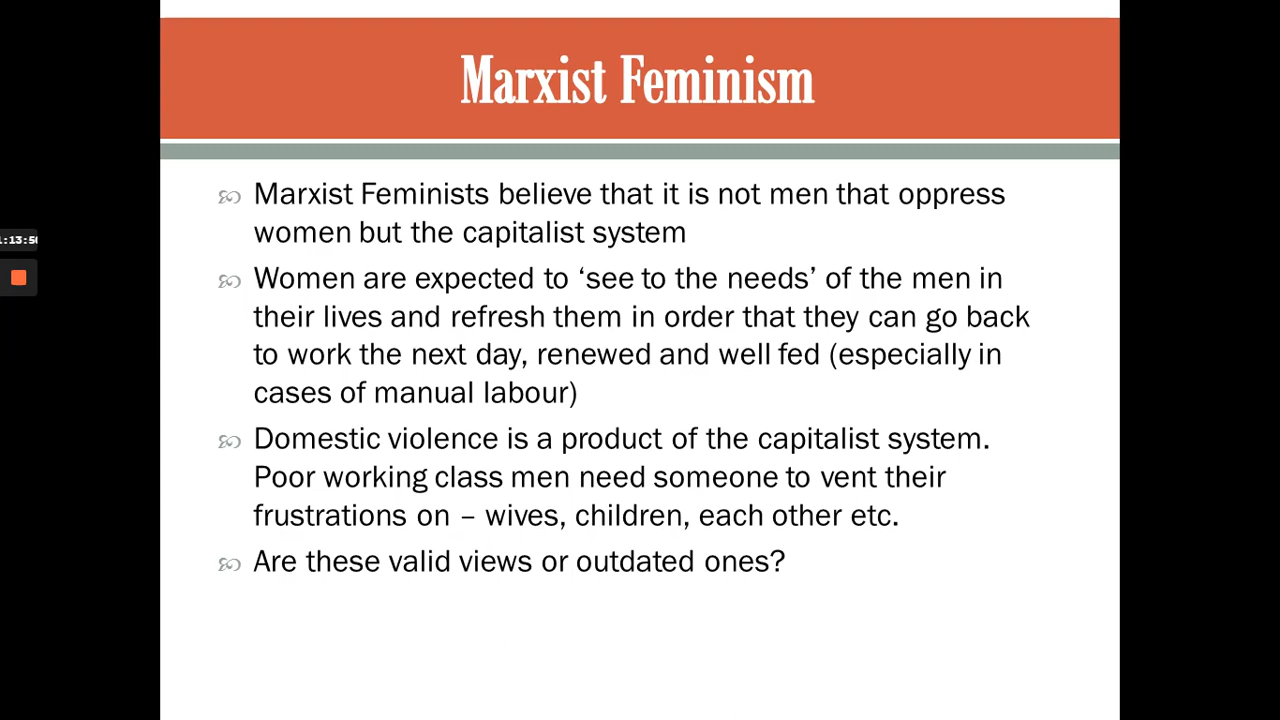 Marxist Feminism
Marxist Feminists believe that it is not men that oppress
women but the capitalist system
Women are expected to ‘see to the needs’ of the men in
their lives and refresh them in order that they can go back
to work the next day, renewed and well fed (especially in
cases of manual labour)
Domestic violence is a product of the capitalist system.
Poor working class men need someone to vent their
frustrations on – wives, children, each other etc.
Are these valid views or outdated ones?